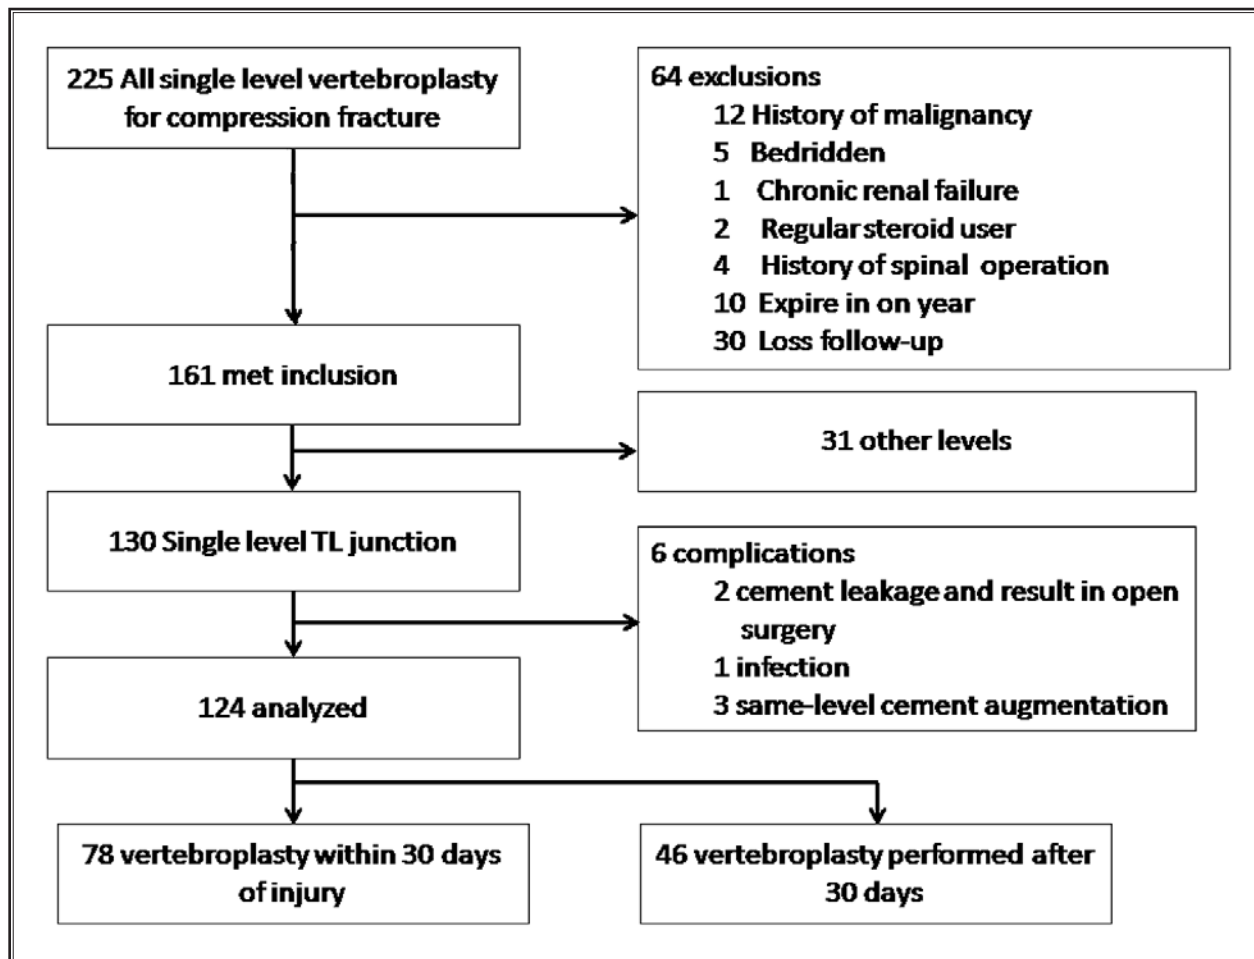 225 All single level vertebroplasty
for compression fracture
64 exclusions
12 History of malignancy
5 Bedridden
1 Chronic renal failure
2 Regular steroid user
4 History of spinal operation
10 Expire in on year
30 Loss follow-up
161 met inclusion
31 other levels
130 Single level TL junction
6 complications
2 cement leakage and result in open
surgery
1 infection
3 same-level cement augmentation
124 analyzed
78 vertebroplasty within 30 days
of injury
46 vertebroplasty performed after
30 days